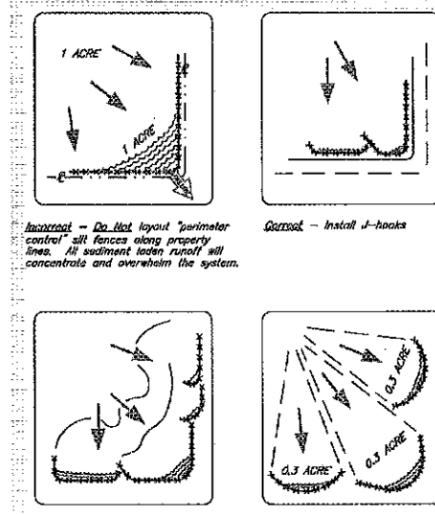 1 ACRE
1 ACRE
Incorrect - Do Not layout "perimeter
control" silt fences along property
lines. All sediment laden runoff will
concentrate and overwhelm the system.
Correct - Install J-hooks
0.3 ACRE
0.3 ACRE
0.3 ACRE